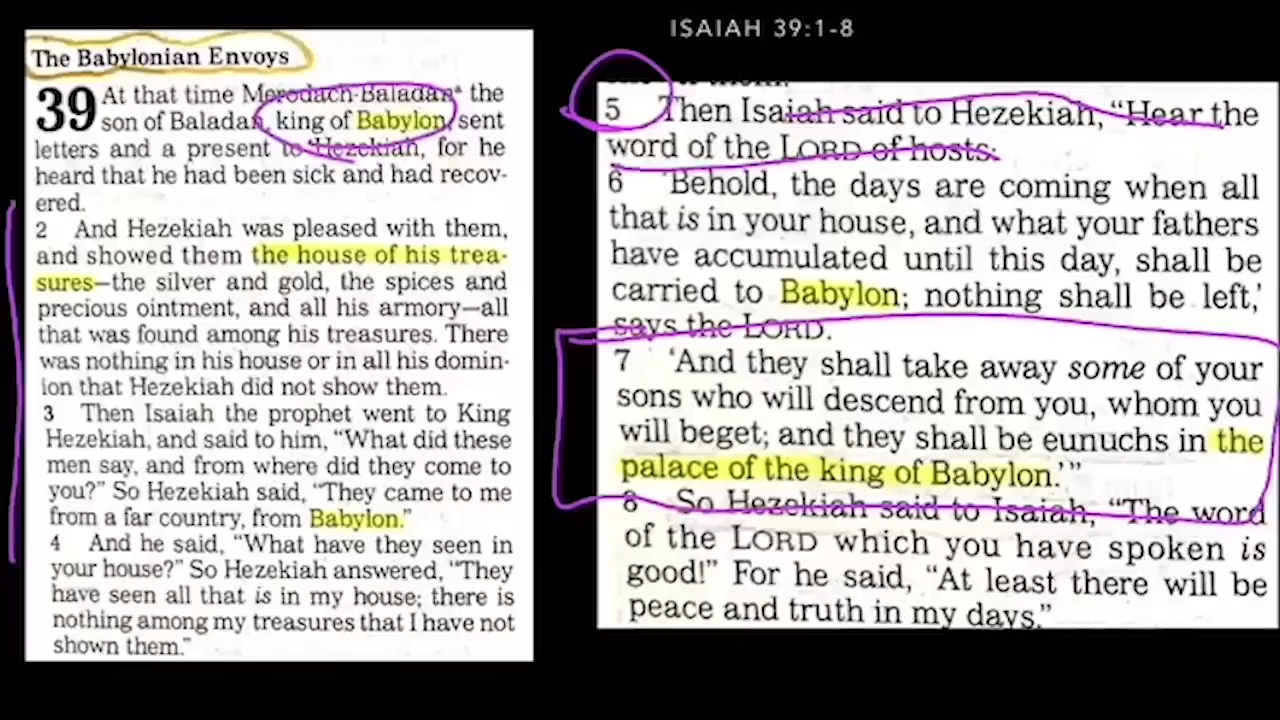 ISAIAH 39:1-8
The Babylonian Envoys
39 At that time Merodach-Baladan the
son of Baladan, king of Babylon, sent
letters and a present to Hezekiah, for he
heard that he had been sick and had recov-
ered.
2 And Hezekiah was pleased with them,
and showed them the house of his trea-
sures—the silver and gold, the spices and
precious ointment, and all his armory—all
that was found among his treasures. There
was nothing in his house or in all his domin-
ion that Hezekiah did not show them.
3 Then Isaiah the prophet went to King
Hezekiah, and said to him, “What did these
men say, and from where did they come to
you?” So Hezekiah said, “They came to me
from a far country, from Babylon.”
4 And he said, “What have they seen in
your house?” So Hezekiah answered, “They
have seen all that is in my house; there is
nothing among my treasures that I have not
shown them.”
5 Then Isaiah said to Hezekiah, “Hear the
word of the LORD of hosts:
6 ‘Behold, the days are coming when all
that is in your house, and what your fathers
have accumulated until this day, shall be
carried to Babylon; nothing shall be left,’
says the LORD.
7 ‘And they shall take away some of your
sons who will descend from you, whom you
will beget; and they shall be eunuchs in the
palace of the king of Babylon.’”
8 So Hezekiah said to Isaiah, “The word
of the LORD which you have spoken is
good!” For he said, “At least there will be
peace and truth in my days.”